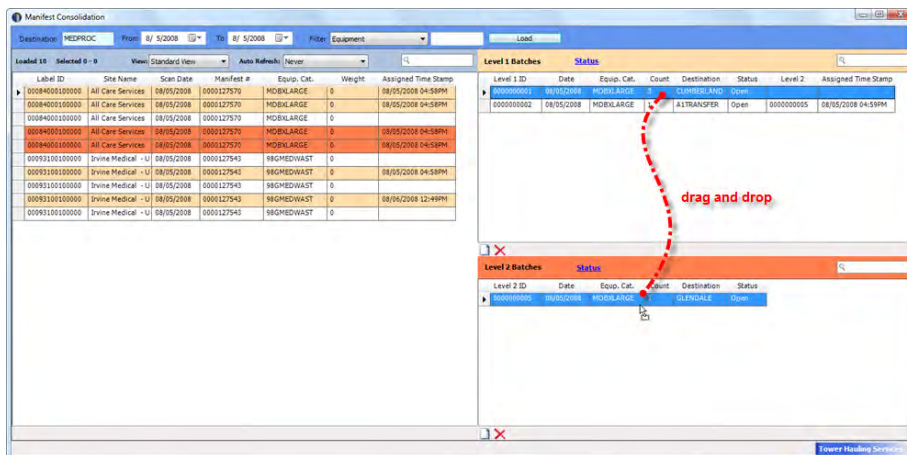 Manifest Consolidation
Destination MEDPROC From 8/ 5/2008 To 8/ 5/2008 Filter Equipment Load
Loaded 10 Selected 0 - 0 View: Standard View Auto Refresh: Never
Label ID Site Name Scan Date Manifest # Equip. Cat. Weight Assigned Time Stamp
00084000100000 All Care Services 08/05/2008 0000127570 MDBXLARGE 0 08/05/2008 04:58PM
00084000100000 All Care Services 08/05/2008 0000127570 MDBXLARGE 0 08/05/2008 04:58PM
00084000100000 All Care Services 08/05/2008 0000127570 MDBXLARGE 0
00084000100000 All Care Services 08/05/2008 0000127570 MDBXLARGE 0 08/05/2008 04:58PM
00084000100000 All Care Services 08/05/2008 0000127570 MDBXLARGE 0 08/05/2008 04:58PM
00093100100000 Irvine Medical - U 08/05/2008 0000127543 98GMEDWAST 0
00093100100000 Irvine Medical - U 08/05/2008 0000127543 98GMEDWAST 0 08/05/2008 04:58PM
00093100100000 Irvine Medical - U 08/05/2008 0000127543 98GMEDWAST 0
00093100100000 Irvine Medical - U 08/05/2008 0000127543 98GMEDWAST 0 08/06/2008 12:49PM
00093100100000 Irvine Medical - U 08/05/2008 0000127543 98GMEDWAST 0
Level 1 Batches Status
Level 1 ID Date Equip. Cat. Count Destination Status Level 2 Assigned Time Stamp
0000000001 08/05/2008 MDBXLARGE 3 CUMBERLAND Open
0000000002 08/05/2008 MDBXLARGE A1TRANSFER Open 0000000005 08/05/2008 04:59PM
drag and drop
Level 2 Batches Status
Level 2 ID Date Equip. Cat. Count Destination Status
0000000005 08/05/2008 MDBXLARGE GLENDALE Open
Tower Hauling Services